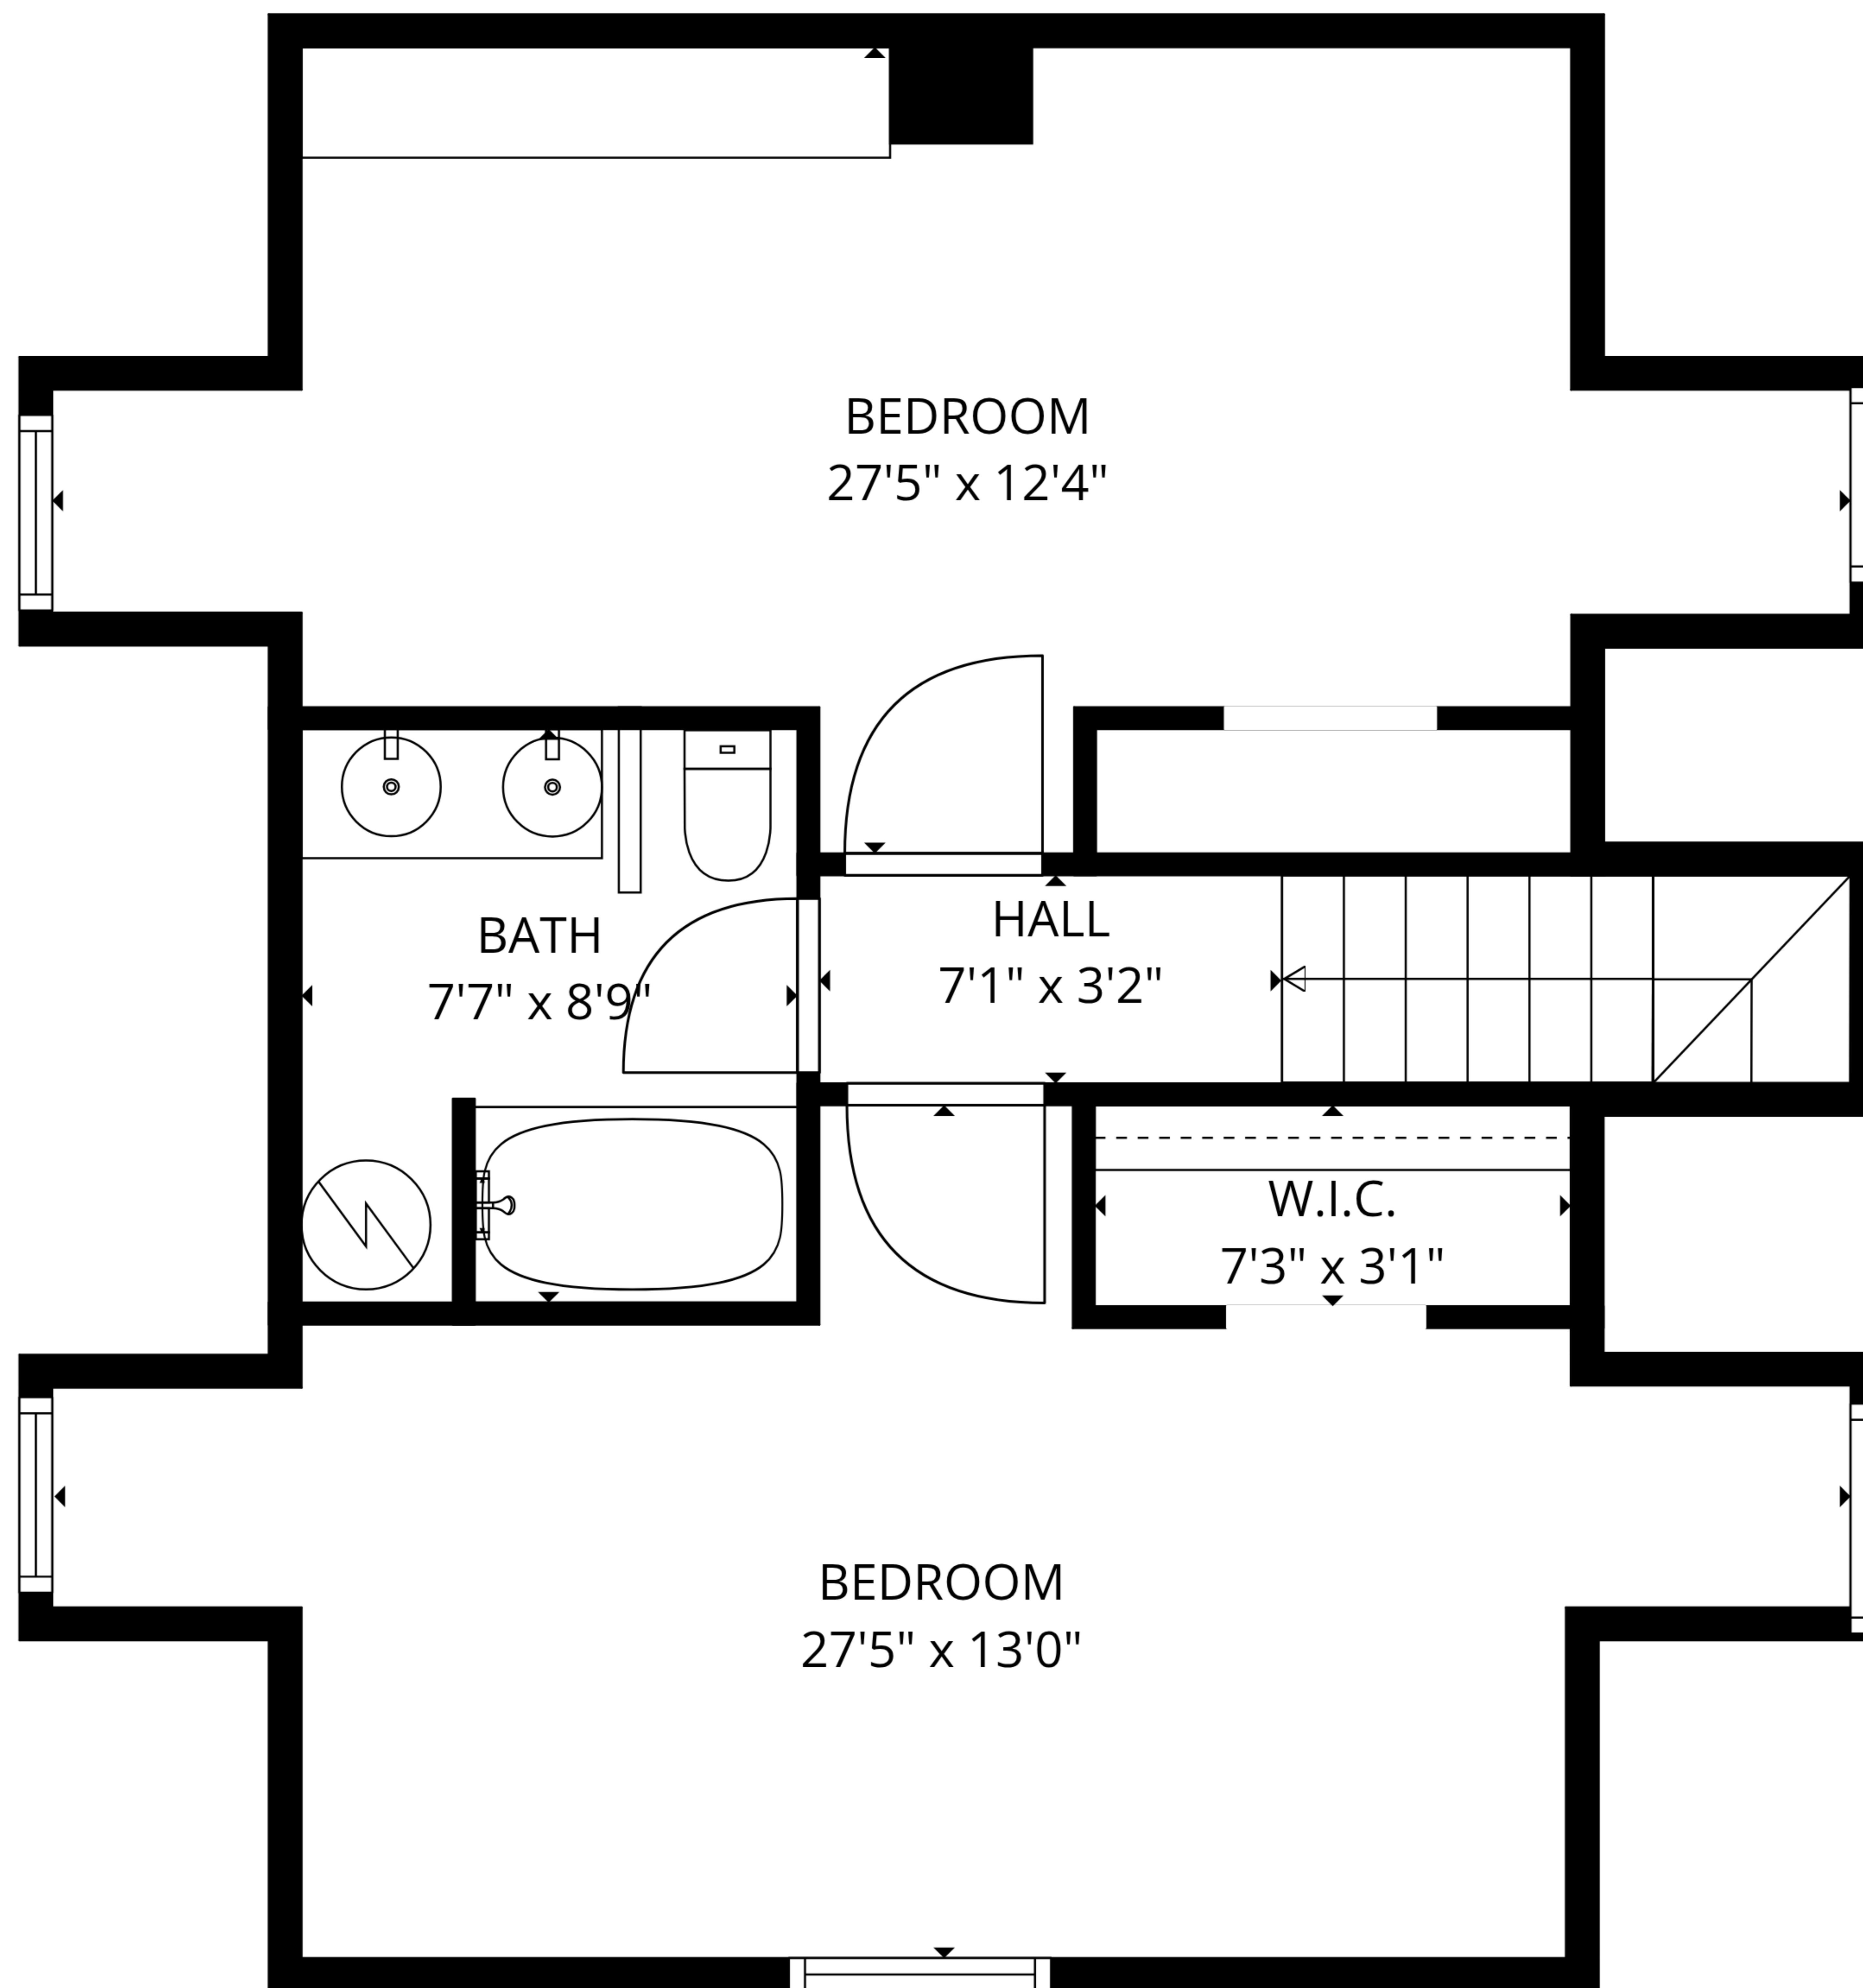 BEDROOM
27'5" x 12'4"
BATH
7'7" x 8'9"
HALL
7'1" x 3'2"
W.I.C.
7'3" x 3'1"
BEDROOM
27'5" x 13'0"